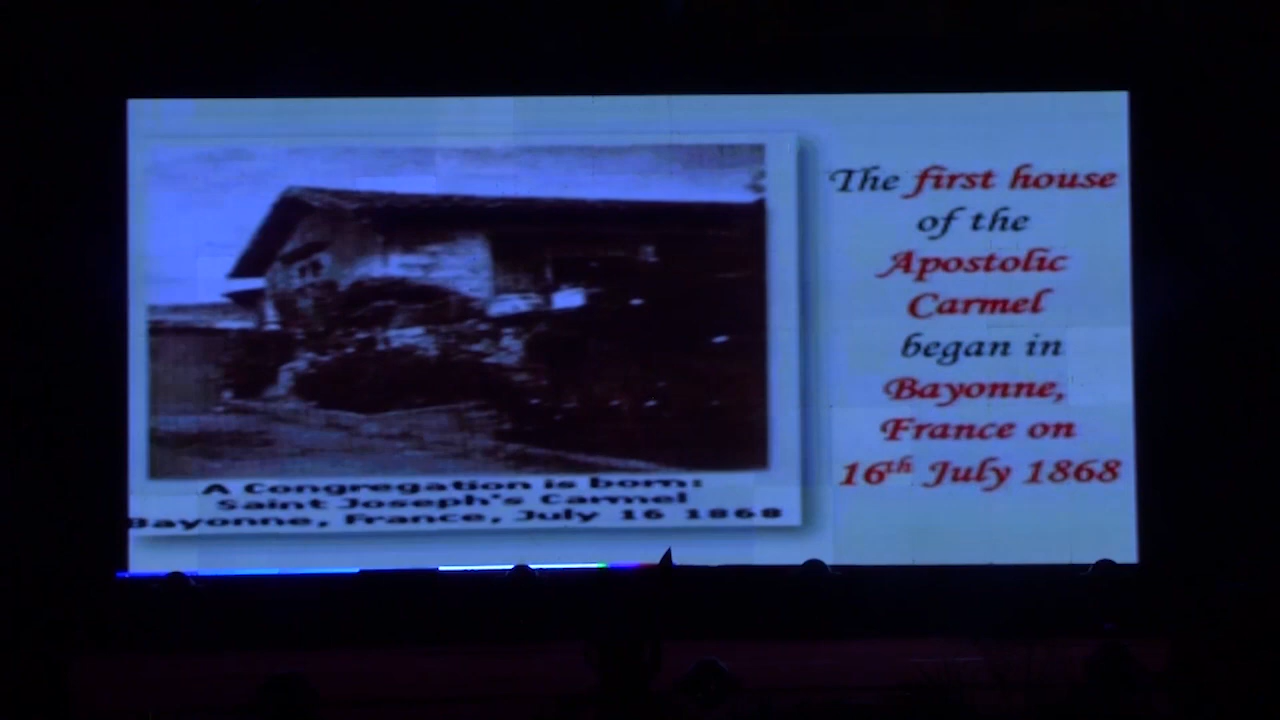 The first house
of the
Apostolic
Carmel
began in
Bayonne,
France on
16th July 1868
A Congregation is born:
Saint Joseph's Carmel
Bayonne, France, July 16 1868